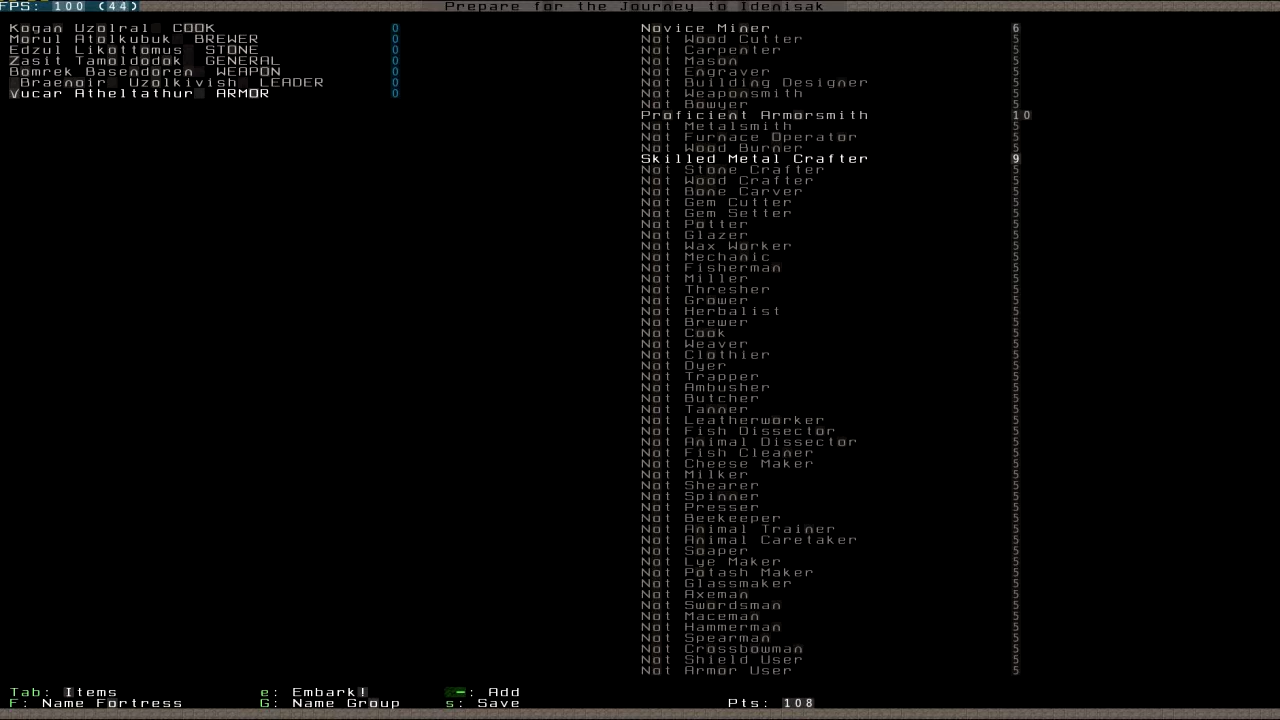 FPS: 100 (44) Prepare for the Journey to Idenisak
Kogan Uzolral COOK 0
Morul Atolkubuk BREWER 0
Edzul Likottomus STONE 0
Zasit Tamoldodok GENERAL 0
Bomrek Basendoren WEAPON 0
Braenoir Uzolkivish LEADER 0
Vucar Atheltathur ARMOR 0
Novice Miner 6
Not Wood Cutter 5
Not Carpenter 5
Not Mason 5
Not Engraver 5
Not Building Designer 5
Not Weaponsmith 5
Not Bowyer 5
Proficient Armorsmith 10
Not Metalsmith 5
Not Furnace Operator 5
Not Wood Burner 5
Skilled Metal Crafter 9
Not Stone Crafter 5
Not Wood Crafter 5
Not Bone Carver 5
Not Gem Cutter 5
Not Gem Setter 5
Not Potter 5
Not Glazer 5
Not Wax Worker 5
Not Mechanic 5
Not Fisherman 5
Not Miller 5
Not Thresher 5
Not Grower 5
Not Herbalist 5
Not Brewer 5
Not Cook 5
Not Weaver 5
Not Clothier 5
Not Dyer 5
Not Trapper 5
Not Ambusher 5
Not Butcher 5
Not Tanner 5
Not Leatherworker 5
Not Fish Dissector 5
Not Animal Dissector 5
Not Fish Cleaner 5
Not Cheese Maker 5
Not Milker 5
Not Shearer 5
Not Spinner 5
Not Presser 5
Not Beekeeper 5
Not Animal Trainer 5
Not Animal Caretaker 5
Not Soaper 5
Not Lye Maker 5
Not Potash Maker 5
Not Glassmaker 5
Not Axeman 5
Not Swordsman 5
Not Maceman 5
Not Hammerman 5
Not Spearman 5
Not Crossbowman 5
Not Shield User 5
Not Armor User 5
Tab: Items e: Embark! -: Add
F: Name Fortress G: Name Group s: Save Pts: 108